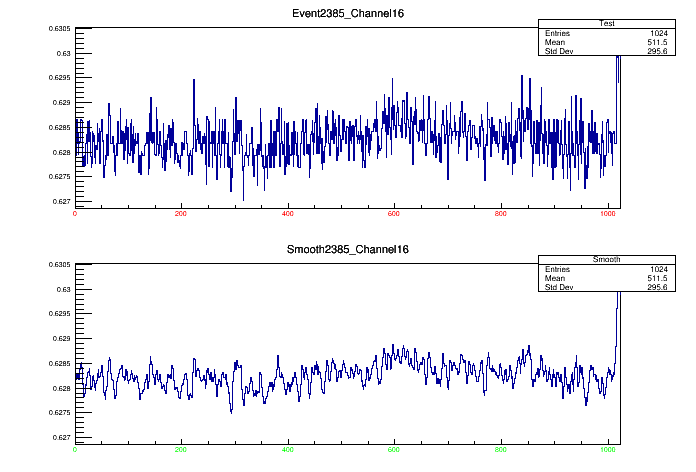 Event2385_Channel16
Test
Entries 1024
Mean 511.5
Std Dev 295.6
0.6305
0.63
0.6295
0.629
0.6285
0.628
0.6275
0.627
0 200 400 600 800 1000
Smooth2385_Channel16
Smooth
Entries 1024
Mean 511.5
Std Dev 295.6
0.6305
0.63
0.6295
0.629
0.6285
0.628
0.6275
0.627
0 200 400 600 800 1000